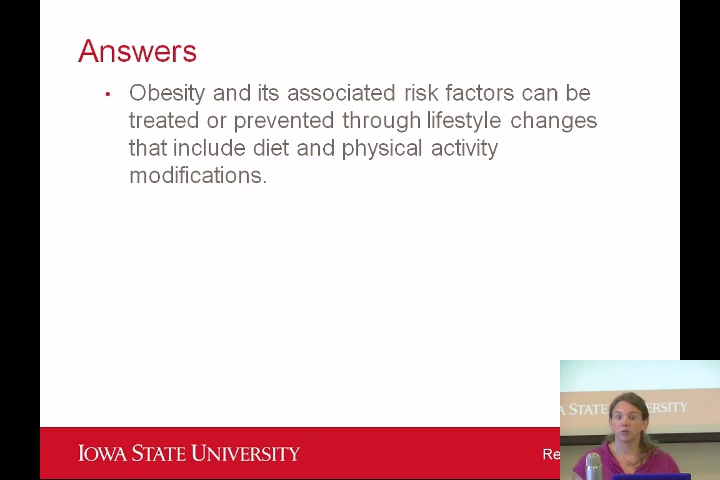 Answers
• Obesity and its associated risk factors can be
treated or prevented through lifestyle changes
that include diet and physical activity
modifications.
IOWA STATE UNIVERSITY
Re
A STATE UNIVERSITY